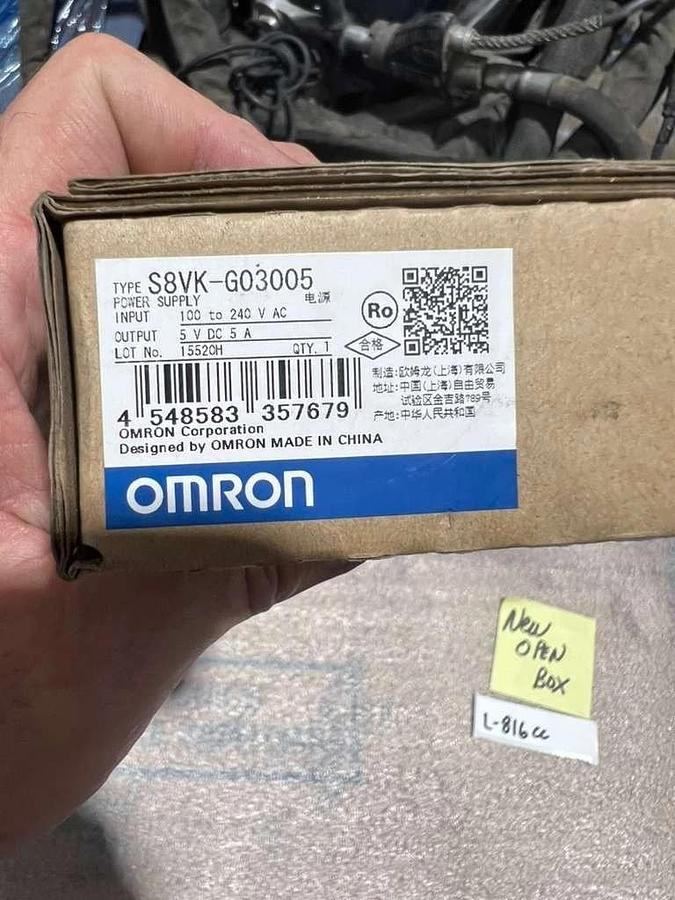 TYPE S8VK-G03005
POWER SUPPLY 电源
INPUT 100 to 240 V AC
OUTPUT 5 V DC 5 A
LOT No. 15520H QTY. 1
Ro
合格
制造:欧姆龙(上海)有限公司
地址:中国(上海)自由贸易
试验区金吉路789号
产地:中华人民共和国
4 548583 357679
OMRON Corporation
Designed by OMRON MADE IN CHINA
OMRON
New
OPEN
BOX
L-816cc